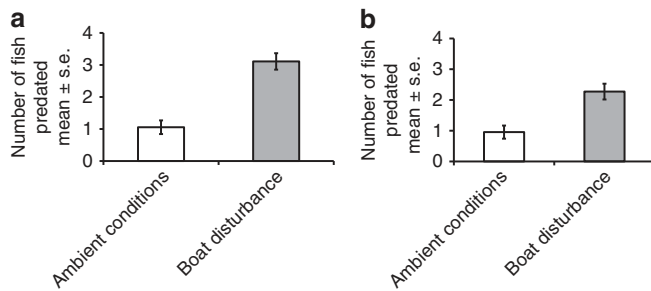 a
Number of fish
predated
mean ± s.e.
4
3
2
1
0
Ambient conditions
Boat disturbance
b
Number of fish
predated
mean ± s.e.
4
3
2
1
0
Ambient conditions
Boat disturbance